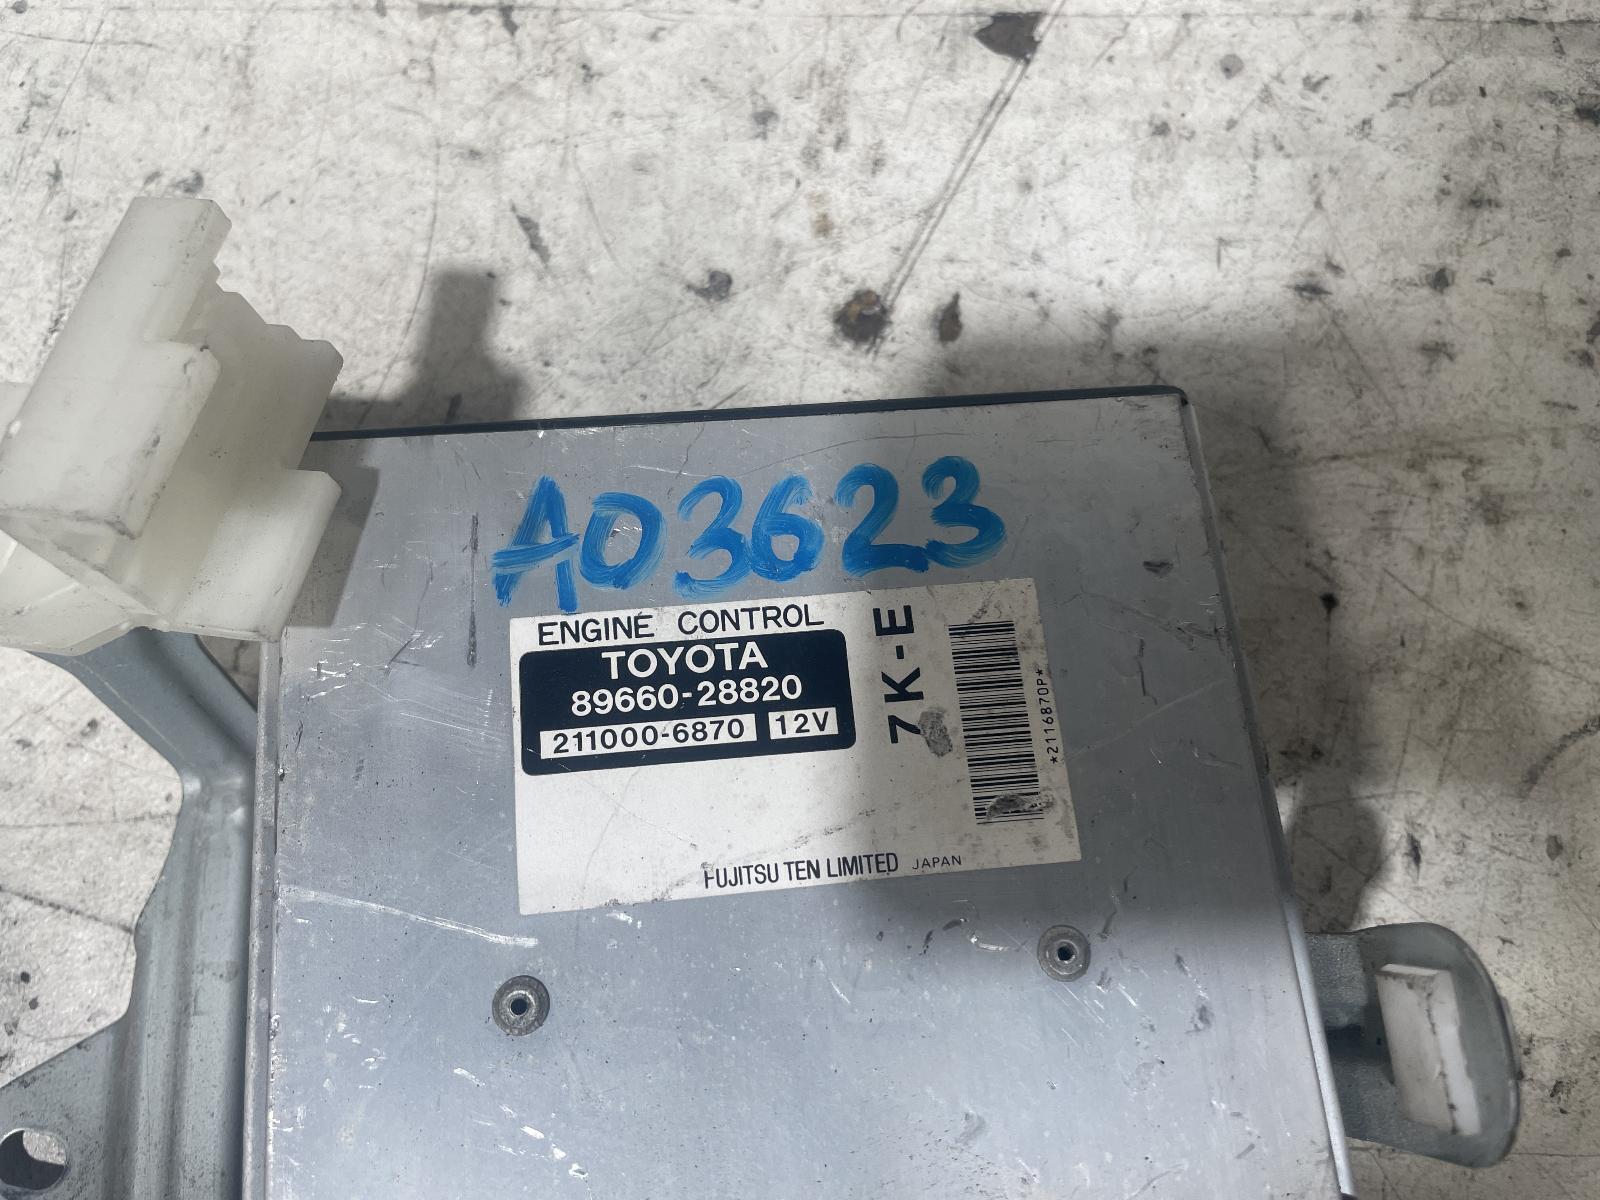 A03623
ENGINE CONTROL
TOYOTA
89660-28820
211000-6870 12V
7K-E
*2116870P*
FUJITSU TEN LIMITED JAPAN